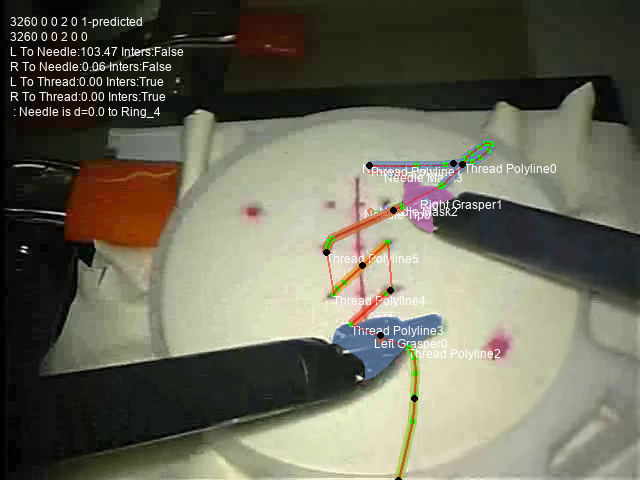 3260 0 0 2 0 1-predicted
3260 0 0 2 0 0
L To Needle:103.47 Inters:False
R To Needle:0.06 Inters:False
L To Thread:0.00 Inters:True
R To Thread:0.00 Inters:True
: Needle is d=0.0 to Ring_4
Thread Polyline0
Thread Polyline
Right Grasper1
Mask2
Thread Polyline5
Thread Polyline4
Thread Polyline3
Left Grasper0
Thread Polyline2